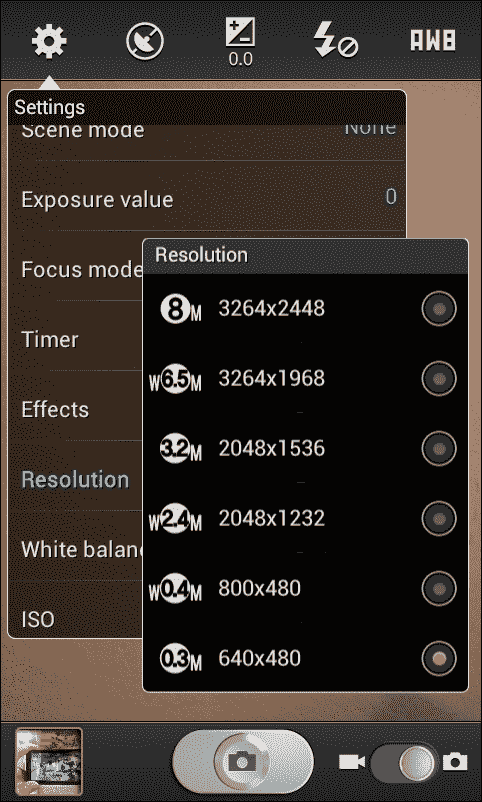 0.0
AWB
Settings
Scene mode None
Exposure value 0
Focus mode
Timer
Effects
Resolution
White balan
ISO
Resolution
8M 3264x2448
W6.5M 3264x1968
3.2M 2048x1536
W2.4M 2048x1232
W0.4M 800x480
0.3M 640x480